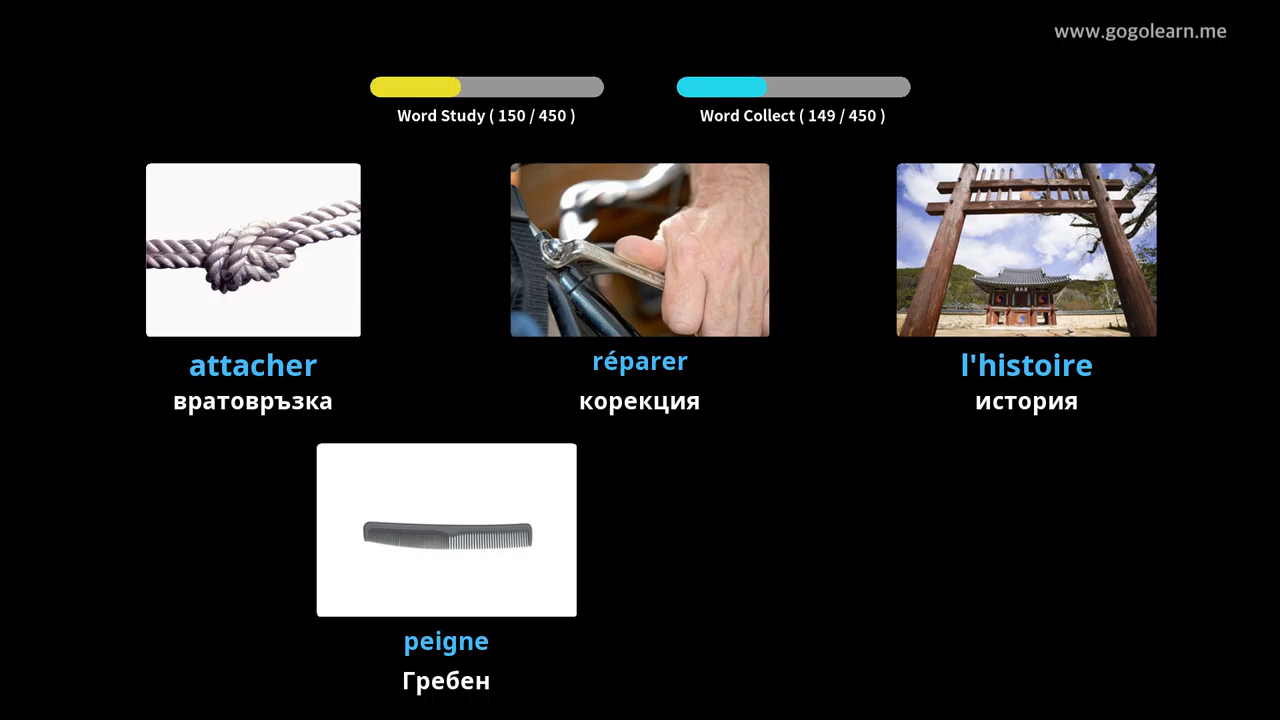 www.gogolearn.me
Word Study ( 150 / 450 )
Word Collect ( 149 / 450 )
attacher
вратовръзка
réparer
корекция
l'histoire
история
peigne
Гребен